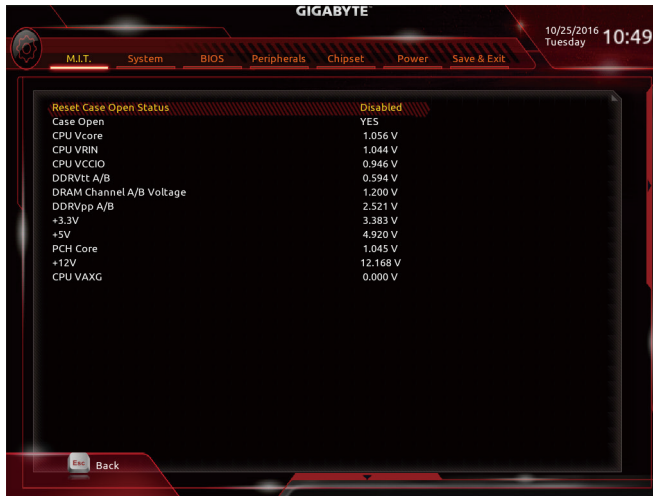 GIGABYTE
10/25/2016 10:49
Tuesday
M.I.T. System BIOS Peripherals Chipset Power Save & Exit
Reset Case Open Status Disabled
Case Open YES
CPU Vcore 1.056 V
CPU VRIN 1.044 V
CPU VCCIO 0.946 V
DDRVtt A/B 0.594 V
DRAM Channel A/B Voltage 1.200 V
DDRVpp A/B 2.521 V
+3.3V 3.383 V
+5V 4.920 V
PCH Core 1.045 V
+12V 12.168 V
CPU VAXG 0.000 V
Esc Back